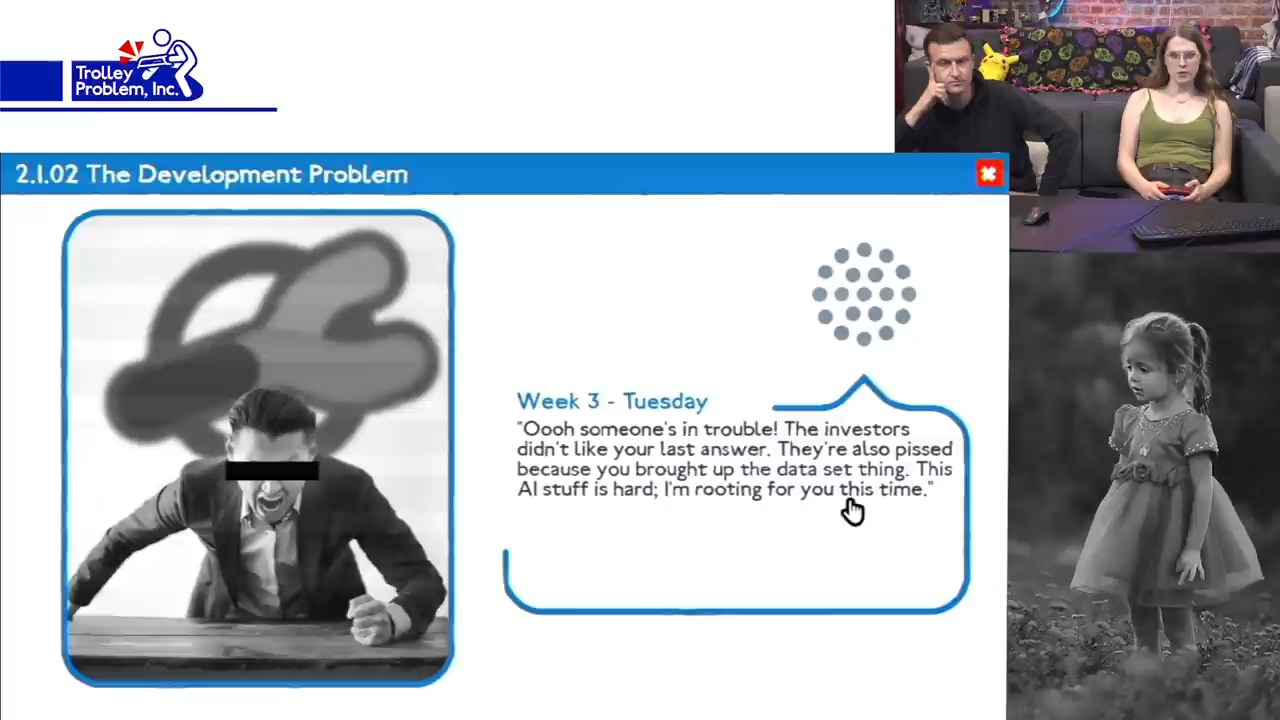 Trolley
Problem, Inc.
2.1.02 The Development Problem
Week 3 - Tuesday
"Oooh someone's in trouble! The investors
didn't like your last answer. They're also pissed
because you brought up the data set thing. This
AI stuff is hard; I'm rooting for you this time."